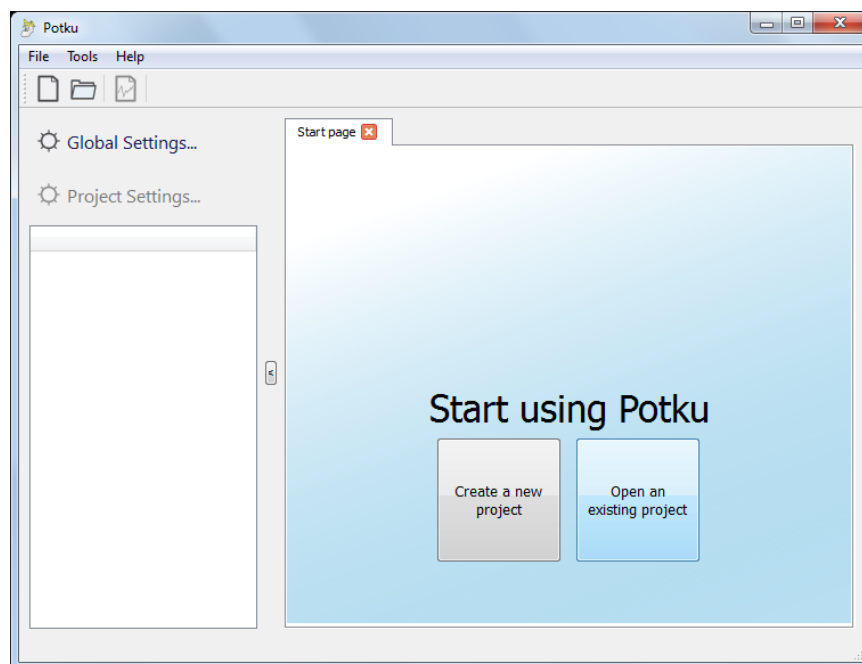 Potku
File Tools Help
Global Settings...
Project Settings...
Start page
Start using Potku
Create a new
project
Open an
existing project